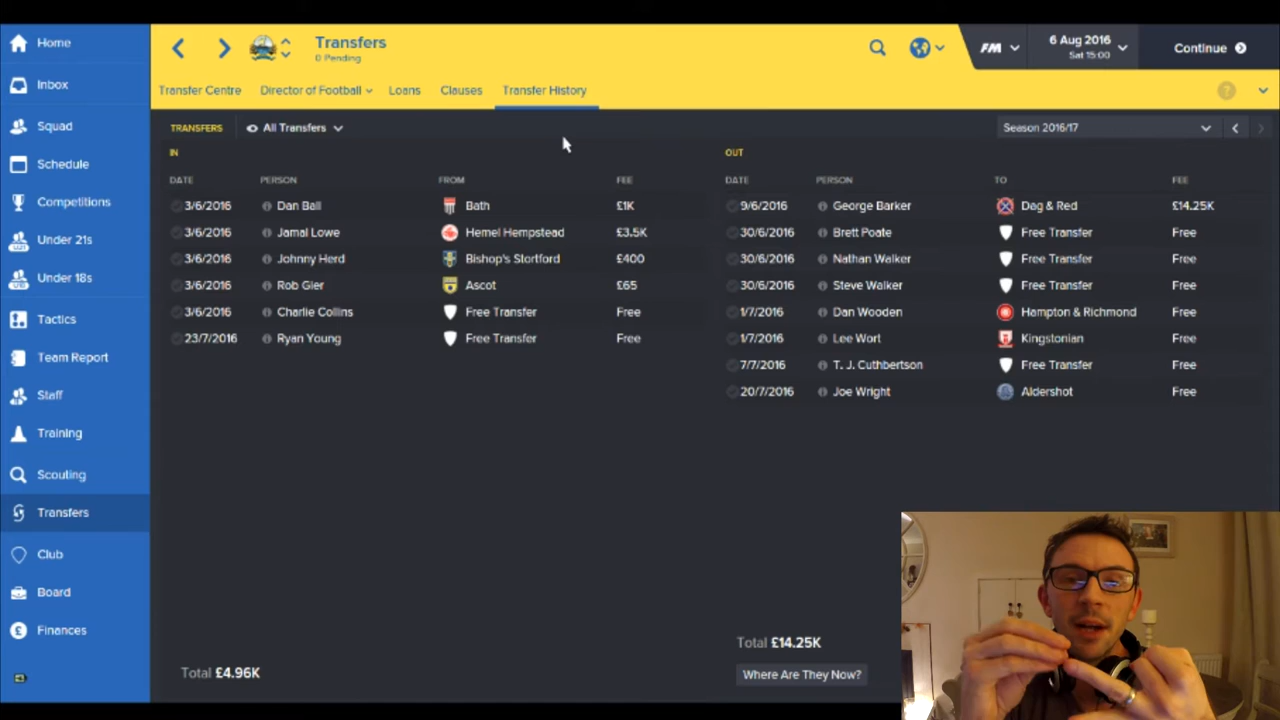 Home
Inbox
Squad
Schedule
Competitions
Under 21s
Under 18s
Tactics
Team Report
Staff
Training
Scouting
Transfers
Club
Board
Finances
Transfers
0 Pending
FM
6 Aug 2016
Sat 15:00
Continue
Transfer Centre Director of Football Loans Clauses Transfer History ?
TRANSFERS All Transfers Season 2016/17
IN
DATE PERSON FROM FEE
3/6/2016 Dan Ball Bath £1K
3/6/2016 Jamal Lowe Hemel Hempstead £3.5K
3/6/2016 Johnny Herd Bishop's Stortford £400
3/6/2016 Rob Gier Ascot £65
3/6/2016 Charlie Collins Free Transfer Free
23/7/2016 Ryan Young Free Transfer Free
Total £4.96K
OUT
DATE PERSON TO FEE
9/6/2016 George Barker Dag & Red £14.25K
30/6/2016 Brett Poate Free Transfer Free
30/6/2016 Nathan Walker Free Transfer Free
30/6/2016 Steve Walker Free Transfer Free
1/7/2016 Dan Wooden Hampton & Richmond Free
1/7/2016 Lee Wort Kingstonian Free
7/7/2016 T. J. Cuthbertson Free Transfer Free
20/7/2016 Joe Wright Aldershot Free
Total £14.25K
Where Are They Now?